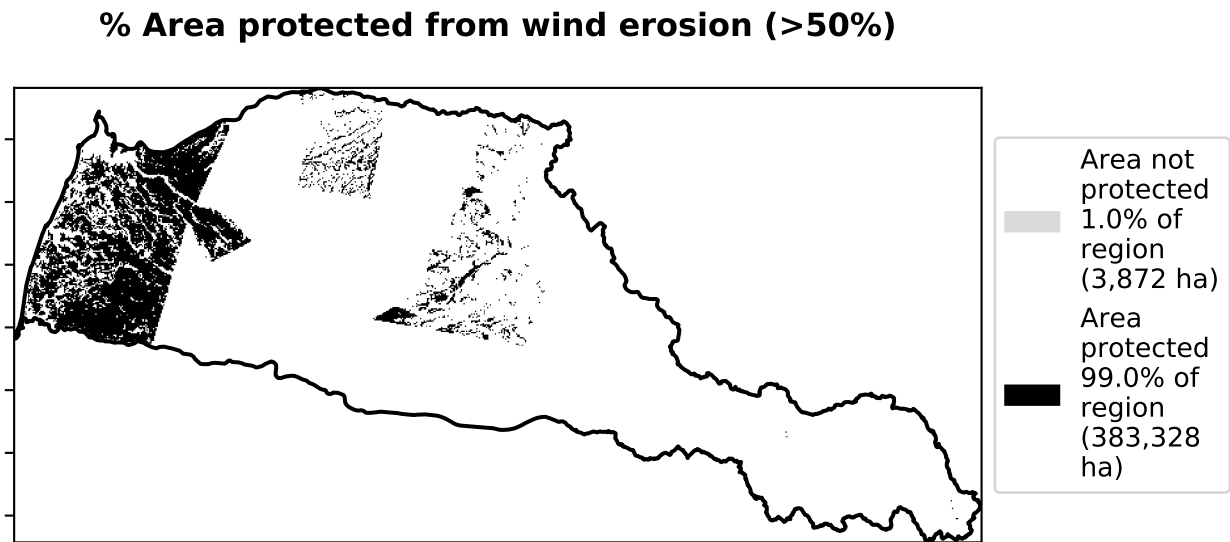 % Area protected from wind erosion (>50%)
Area not
protected
1.0% of
region
(3,872 ha)
Area
protected
99.0% of
region
(383,328
ha)